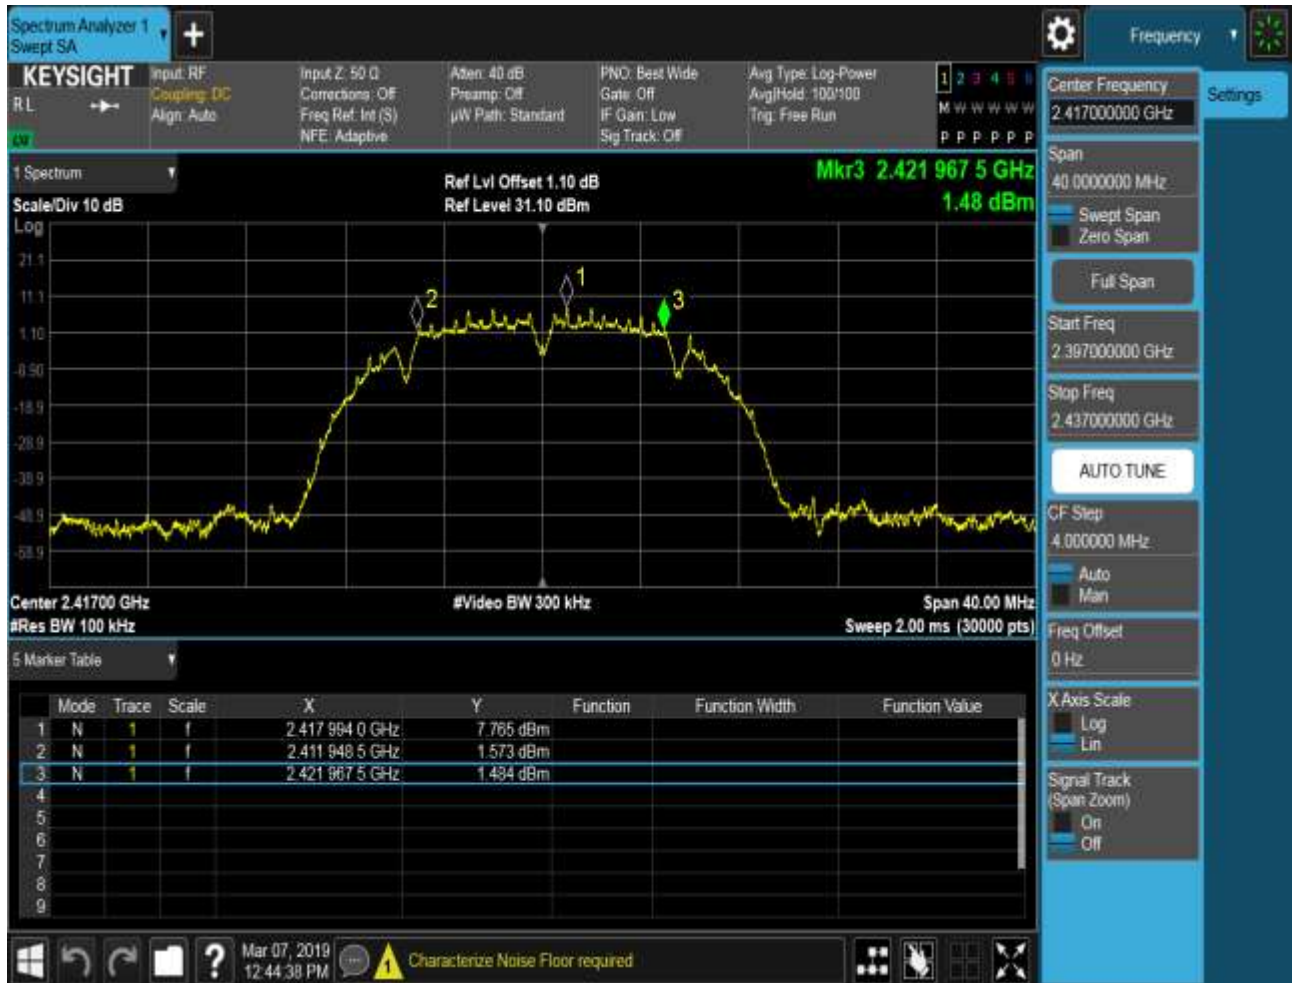 Spectrum Analyzer 1
Swept SA
+
Frequency
KEYSIGHT
RL
Input: RF
Coupling: DC
Align: Auto
Input Z: 50 Ω
Corrections: Off
Freq Ref: Int (S)
NFE: Adaptive
Atten: 40 dB
Preamp: Off
µW Path: Standard
PNO: Best Wide
Gate: Off
IF Gain: Low
Sig Track: Off
Avg Type: Log-Power
Avg|Hold: 100/100
Trig: Free Run
1 2 3 4 5 6
M W W W W W
P P P P P P
1 Spectrum
Scale/Div 10 dB
Ref Lvl Offset 1.10 dB
Ref Level 31.10 dBm
Mkr3 2.421 967 5 GHz
1.48 dBm
Log
21.1
11.1
1.10
-8.90
-18.9
-28.9
-38.9
-48.9
-58.9
2
1
3
Center 2.41700 GHz
#Res BW 100 kHz
#Video BW 300 kHz
Span 40.00 MHz
Sweep 2.00 ms (30000 pts)
5 Marker Table
Mode Trace Scale X Y Function Function Width Function Value
1 N 1 f 2.417 994 0 GHz 7.765 dBm
2 N 1 f 2.411 948 5 GHz 1.573 dBm
3 N 1 f 2.421 967 5 GHz 1.484 dBm
4
5
6
7
8
9
Center Frequency
2.417000000 GHz
Settings
Span
40.0000000 MHz
Swept Span
Zero Span
Full Span
Start Freq
2.397000000 GHz
Stop Freq
2.437000000 GHz
AUTO TUNE
CF Step
4.000000 MHz
Auto
Man
Freq Offset
0 Hz
X Axis Scale
Log
Lin
Signal Track
(Span Zoom)
On
Off
?
Mar 07, 2019
12:44:38 PM
1
Characterize Noise Floor required